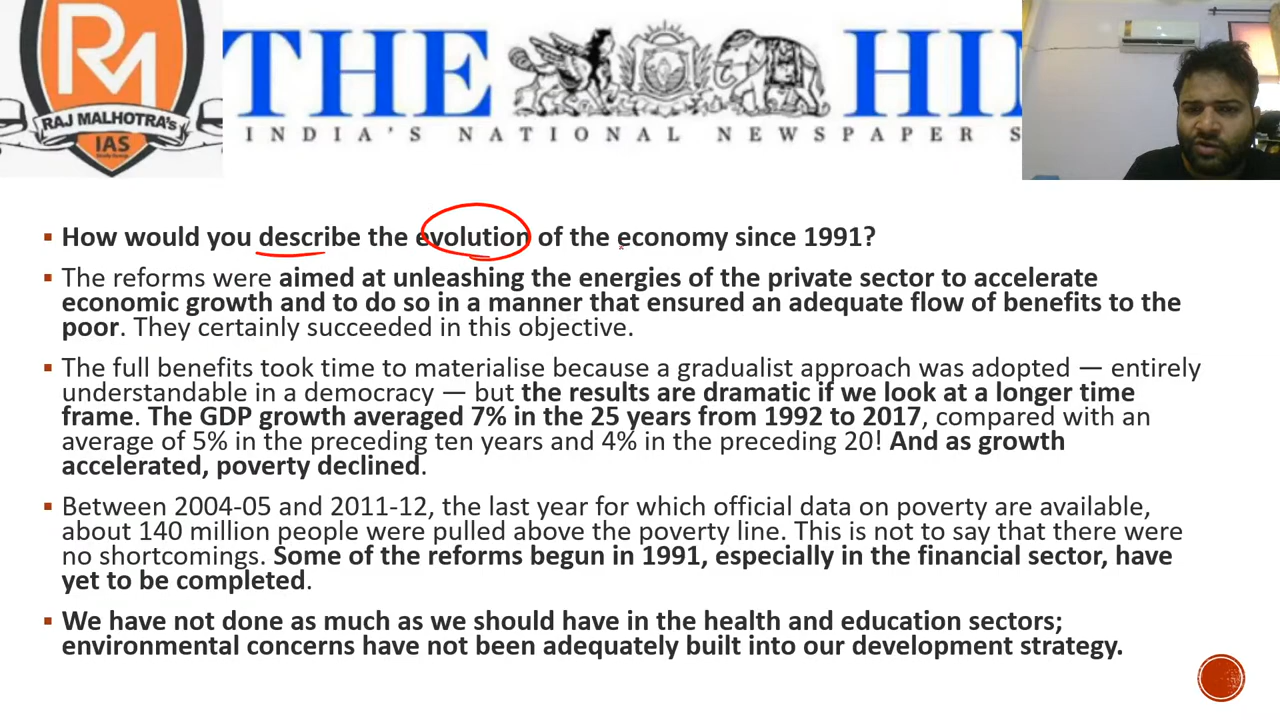 RM
RAJ MALHOTRA'S
IAS
THE HI
INDIA'S NATIONAL NEWSPAPER S
▪ How would you describe the evolution of the economy since 1991?
▪ The reforms were aimed at unleashing the energies of the private sector to accelerate
economic growth and to do so in a manner that ensured an adequate flow of benefits to the
poor. They certainly succeeded in this objective.
▪ The full benefits took time to materialise because a gradualist approach was adopted — entirely
understandable in a democracy — but the results are dramatic if we look at a longer time
frame. The GDP growth averaged 7% in the 25 years from 1992 to 2017, compared with an
average of 5% in the preceding ten years and 4% in the preceding 20! And as growth
accelerated, poverty declined.
▪ Between 2004-05 and 2011-12, the last year for which official data on poverty are available,
about 140 million people were pulled above the poverty line. This is not to say that there were
no shortcomings. Some of the reforms begun in 1991, especially in the financial sector, have
yet to be completed.
▪ We have not done as much as we should have in the health and education sectors;
environmental concerns have not been adequately built into our development strategy.